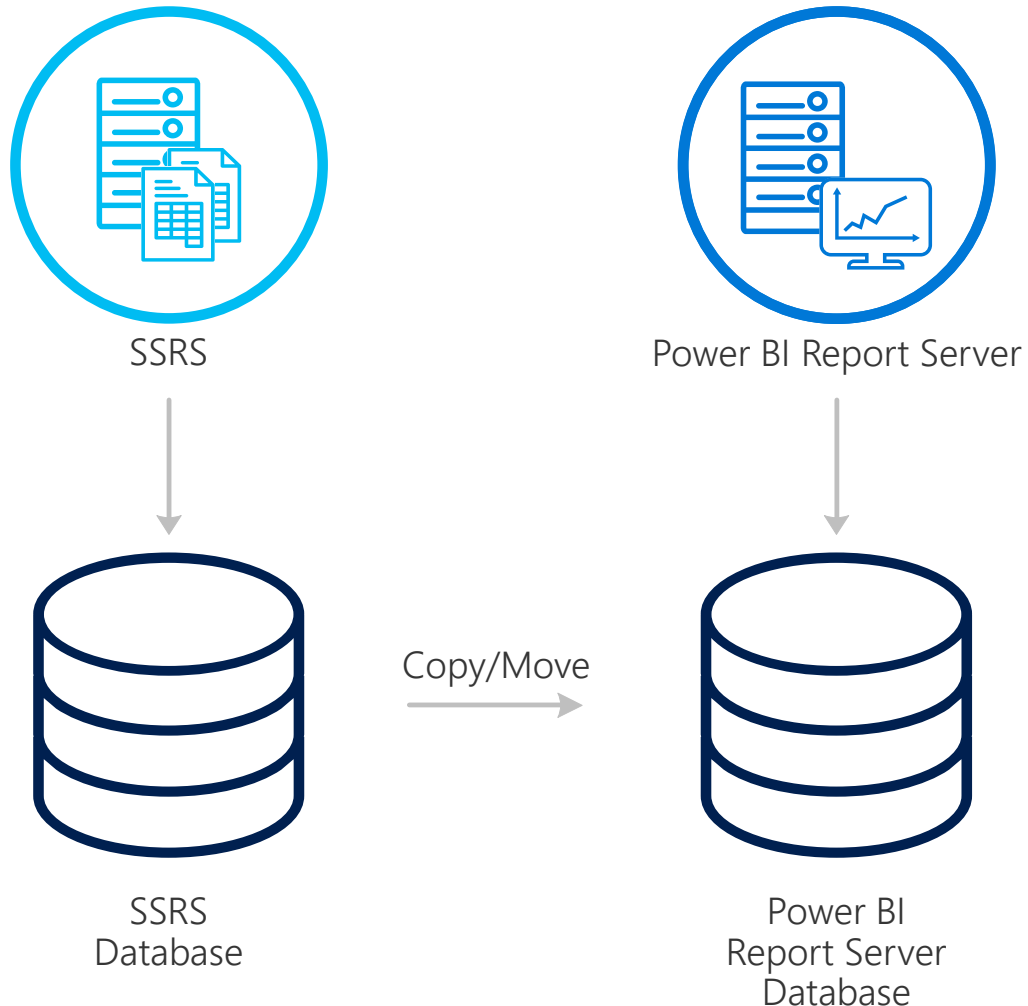 SSRS
Power BI Report Server
Copy/Move
SSRS
Database
Power BI
Report Server
Database